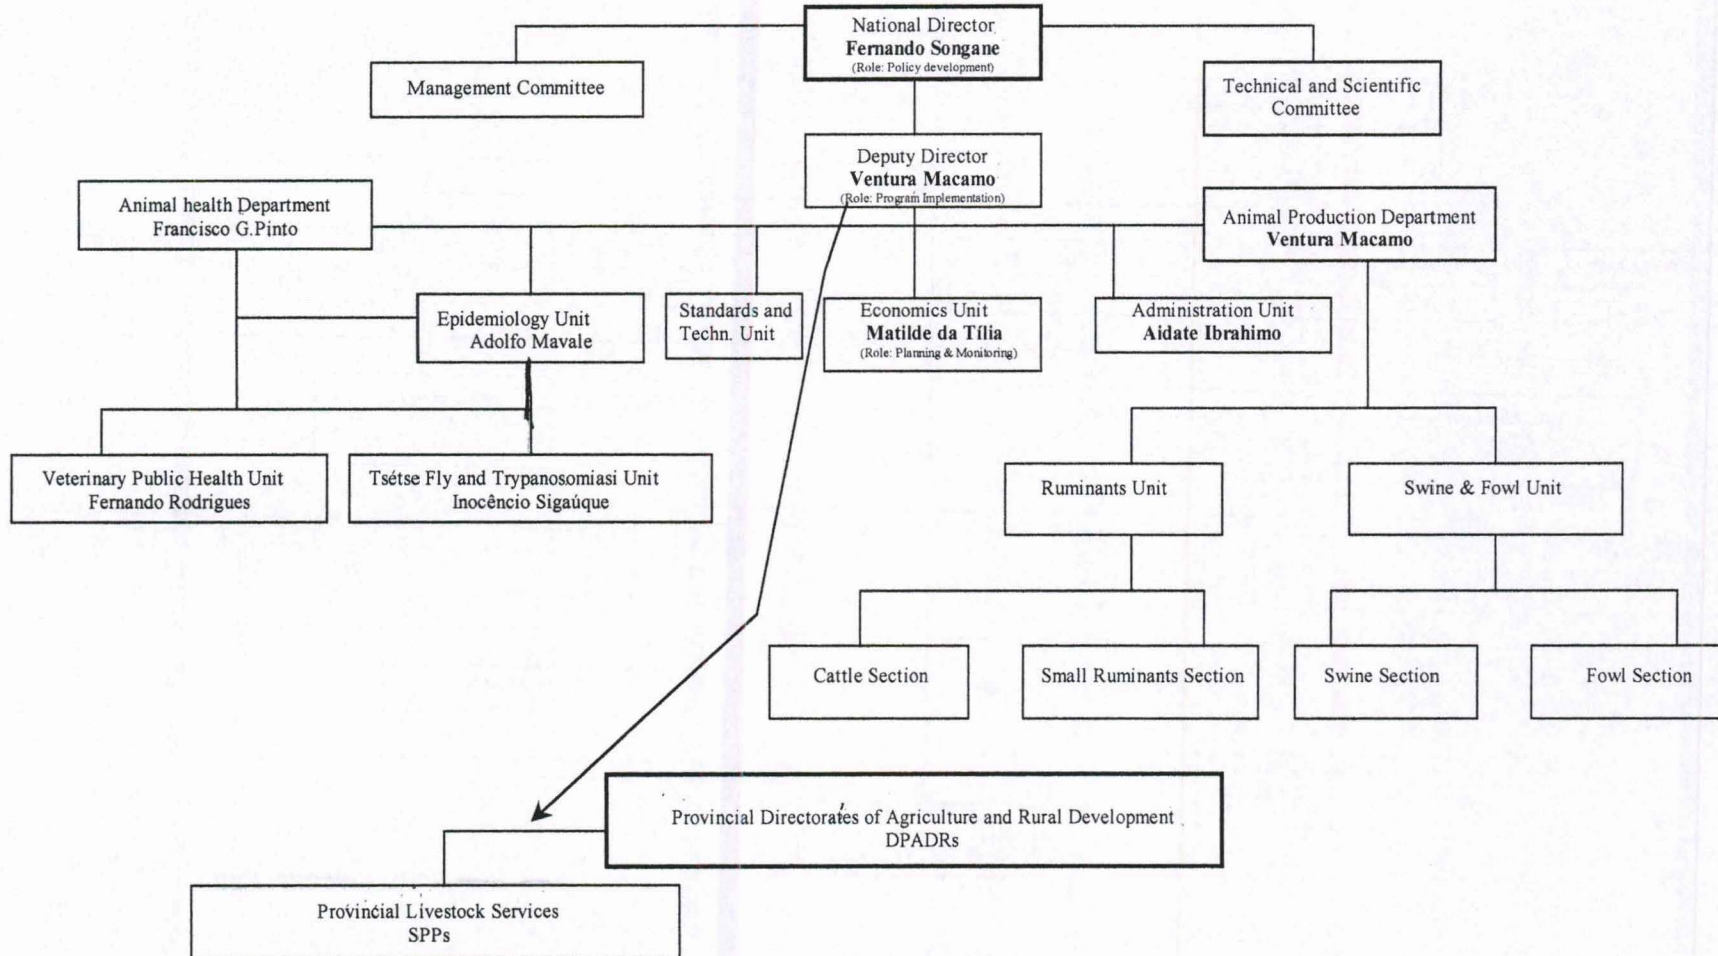 National Director
Fernando Songane
(Role: Policy development)
Management Committee
Technical and Scientific
Committee
Deputy Director
Ventura Macamo
(Role: Program Implementation)
Animal health Department
Francisco G.Pinto
Animal Production Department
Ventura Macamo
Epidemiology Unit
Adolfo Mavale
Standards and
Techn. Unit
Economics Unit
Matilde da Tília
(Role: Planning & Monitoring)
Administration Unit
Aidate Ibrahimo
Veterinary Public Health Unit
Fernando Rodrigues
Tsétse Fly and Trypanosomiasi Unit
Inocêncio Sigaúque
Ruminants Unit
Swine & Fowl Unit
Cattle Section
Small Ruminants Section
Swine Section
Fowl Section
Provincial Directorates of Agriculture and Rural Development
DPADRs
Provincial Livestock Services
SPPs